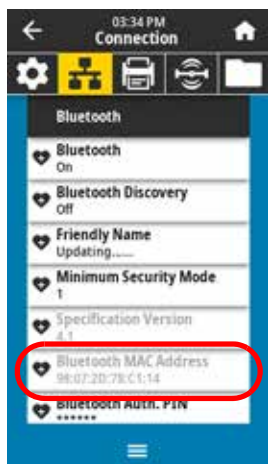 03:34 PM
Connection
Bluetooth
Bluetooth
On
Bluetooth Discovery
Off
Friendly Name
Updating......
Minimum Security Mode
1
Specification Version
4.1
Bluetooth MAC Address
98:07:2D:78:C1:14
Bluetooth Auth. PIN
******